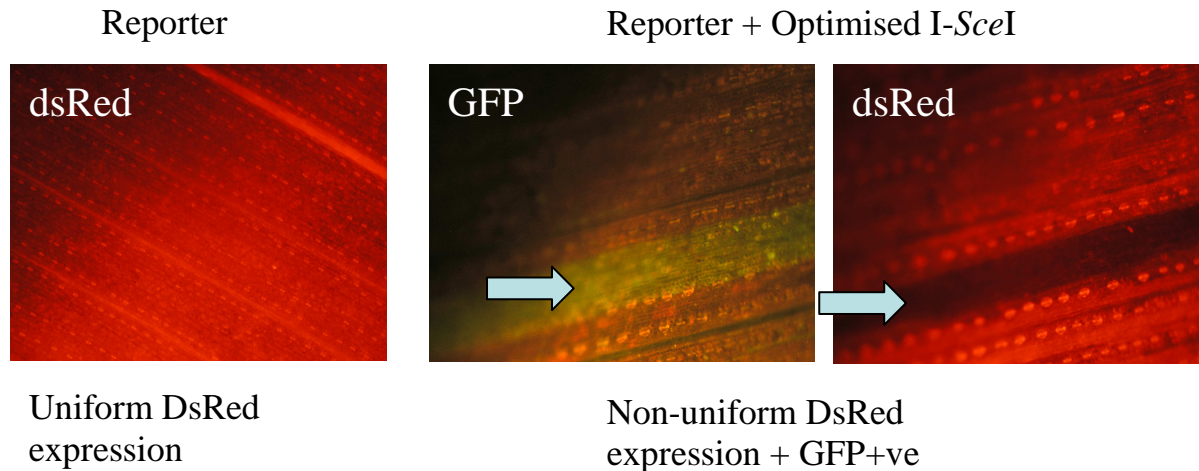 Reporter
Reporter + Optimised I-SceI
dsRed
GFP
dsRed
Uniform DsRed
expression
Non-uniform DsRed
expression + GFP+ve